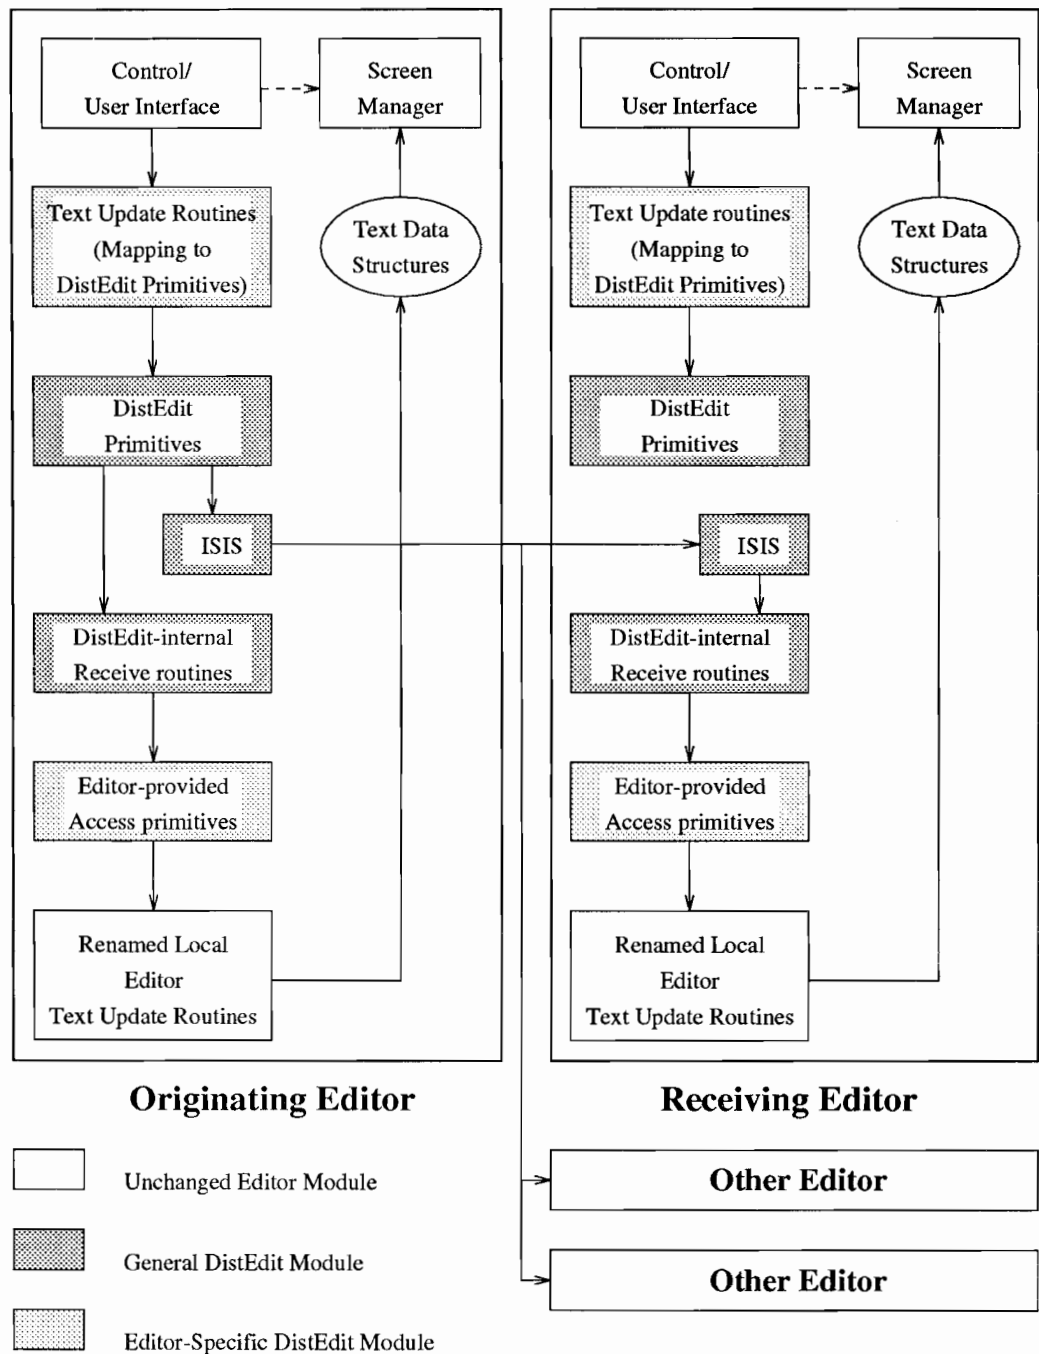 Control/
User Interface
Screen
Manager
Text Update Routines
(Mapping to
DistEdit Primitives)
Text Data
Structures
DistEdit
Primitives
ISIS
DistEdit-internal
Receive routines
Editor-provided
Access primitives
Renamed Local
Editor
Text Update Routines
Originating Editor
Control/
User Interface
Screen
Manager
Text Update routines
(Mapping to
DistEdit Primitives)
Text Data
Structures
DistEdit
Primitives
ISIS
DistEdit-internal
Receive routines
Editor-provided
Access primitives
Renamed Local
Editor
Text Update Routines
Receiving Editor
Other Editor
Other Editor
Unchanged Editor Module
General DistEdit Module
Editor-Specific DistEdit Module